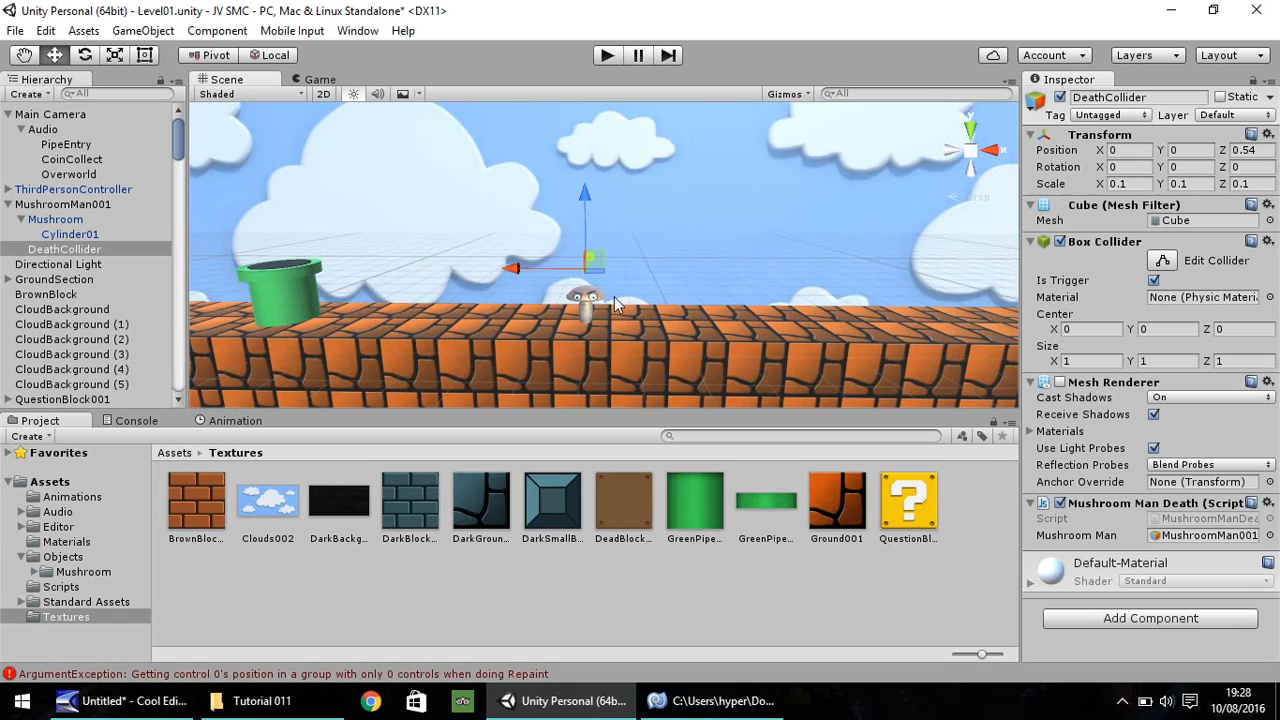 Unity Personal (64bit) - Level01.unity - JV SMC - PC, Mac & Linux Standalone* <DX11>
File Edit Assets GameObject Component Mobile Input Window Help
Pivot Local Account Layers Layout
Hierarchy
Create All
Main Camera
Audio
PipeEntry
CoinCollect
Overworld
ThirdPersonController
MushroomMan001
Mushroom
Cylinder01
DeathCollider
Directional Light
GroundSection
BrownBlock
CloudBackground
CloudBackground (1)
CloudBackground (2)
CloudBackground (3)
CloudBackground (4)
CloudBackground (5)
QuestionBlock001
Scene Game
Shaded 2D Gizmos All
y
x
Persp
Inspector
DeathCollider Static
Tag Untagged Layer Default
Transform
Position X 0 Y 0 Z 0.54
Rotation X 0 Y 0 Z 0
Scale X 0.1 Y 0.1 Z 0.1
Cube (Mesh Filter)
Mesh Cube
Box Collider
Edit Collider
Is Trigger
Material None (Physic Materi
Center
X 0 Y 0 Z 0
Size
X 1 Y 1 Z 1
Mesh Renderer
Cast Shadows On
Receive Shadows
Materials
Use Light Probes
Reflection Probes Blend Probes
Anchor Override None (Transform)
Mushroom Man Death (Script
Script MushroomManDea
Mushroom Man MushroomMan001
Default-Material
Shader Standard
Add Component
Project Console Animation
Create
Favorites
Assets
Animations
Audio
Editor
Materials
Objects
Mushroom
Scripts
Standard Assets
Textures
Assets Textures
BrownBloc... Clouds002 DarkBackg... DarkBlock... DarkGroun... DarkSmallB... DeadBlock... GreenPipe... GreenPipe... Ground001 QuestionBl...
ArgumentException: Getting control 0's position in a group with only 0 controls when doing Repaint
Untitled* - Cool Edi... Tutorial 011 Unity Personal (64b... C:\Users\hyper\Do...
19:28
10/08/2016